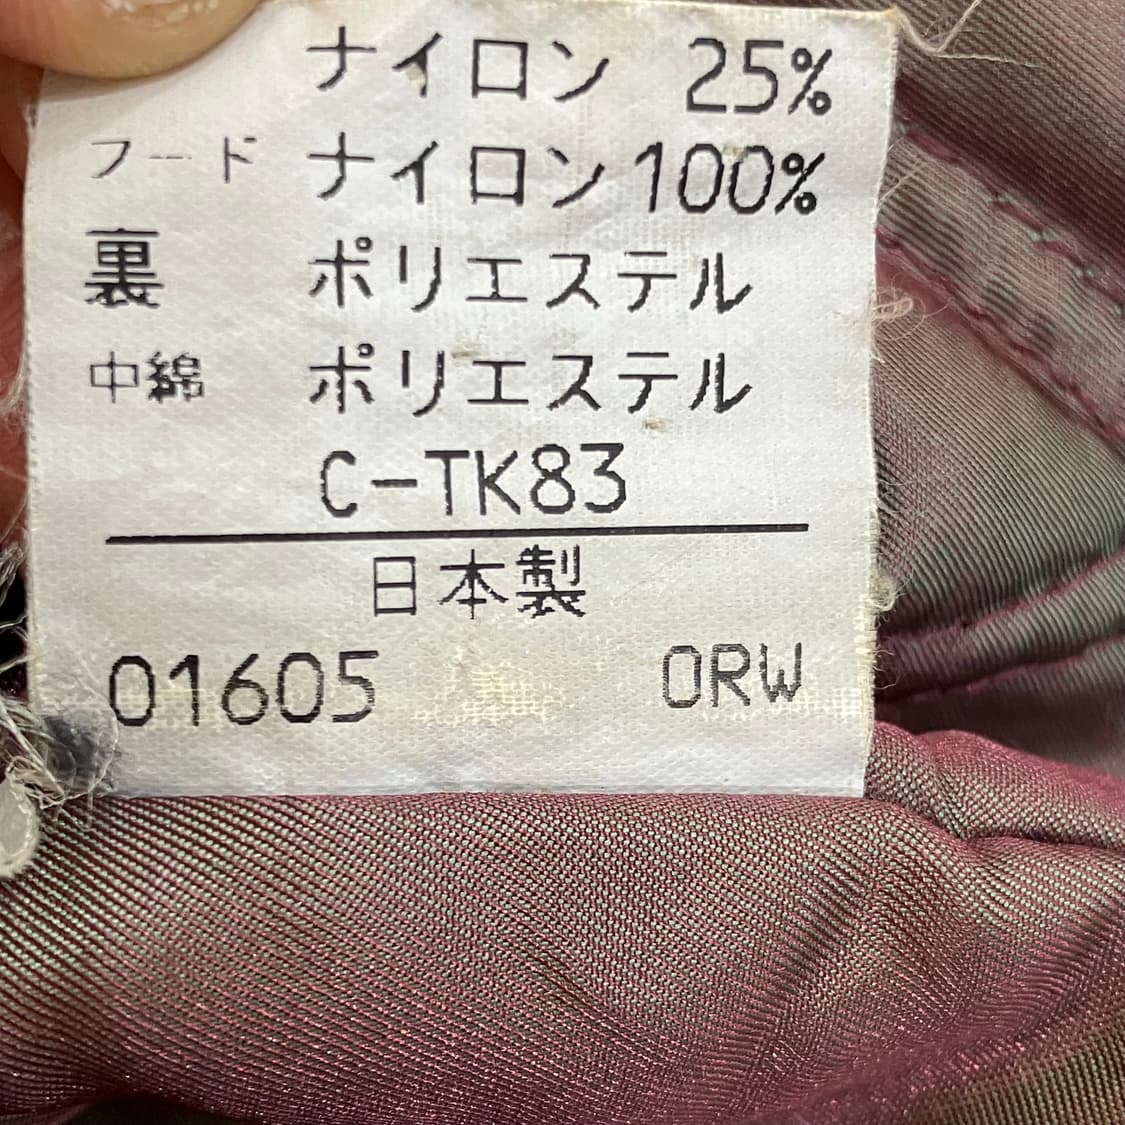 ナイロン 25%
フード ナイロン100%
裏 ポリエステル
中綿 ポリエステル
C-TK83
日本製
01605 ORW